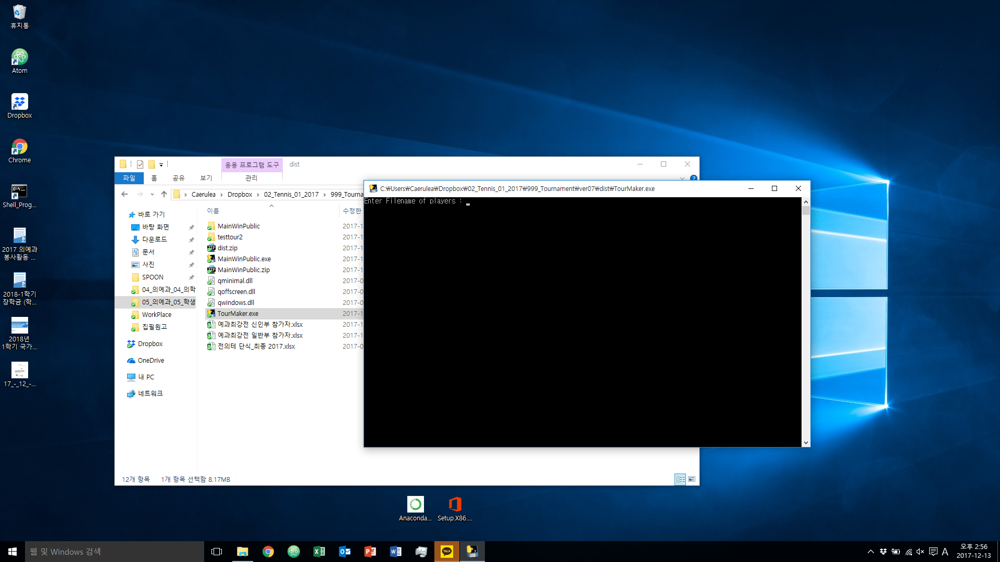 휴지통
Atom
Dropbox
Chrome
Shell_Prog...
2017 의예과
봉사활동 ...
2018-1학기
장학금 (학...
2018년
1학기 국가...
17_-_12_-...
응용 프로그램 도구
dist
파일
홈
공유
보기
관리
Caerulea
Dropbox
02_Tennis_01_2017
999_Tourna
바로 가기
바탕 화면
다운로드
문서
사진
SPOON
04_의예과_04_의학
05_의예과_05_학생
WorkPlace
집필원고
Dropbox
OneDrive
내 PC
네트워크
이름
수정한
MainWinPublic 2017-1
testtour2 2017-1
dist.zip 2017-1
MainWinPublic.exe 2017-1
MainWinPublic.zip 2017-1
qminimal.dll 2017-0
qoffscreen.dll 2017-0
qwindows.dll 2017-0
TourMaker.exe 2017-1
예과최강전 신인부 참가자.xlsx 2017-1
예과최강전 일반부 참가자.xlsx 2017-1
전의테 단식_최종 2017.xlsx 2017-0
12개 항목
1개 항목 선택함 8.17MB
C:₩Users₩Caerulea₩Dropbox₩02_Tennis_01_2017₩999_Tournament₩ver07₩dist₩TourMaker.exe
Enter Filename of players : _
Anaconda...
Setup.X86....
웹 및 Windows 검색
TALK
A
오후 2:56
2017-12-13